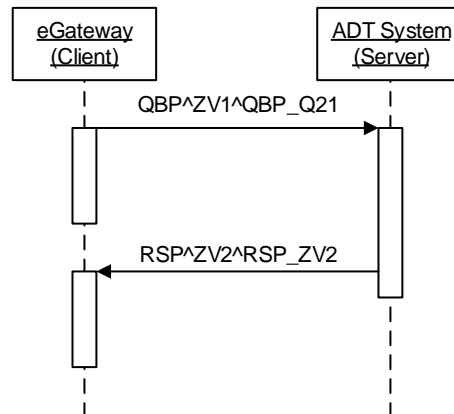 eGateway
(Client)
ADT System
(Server)
QBP^ZV1^QBP_Q21
RSP^ZV2^RSP_ZV2